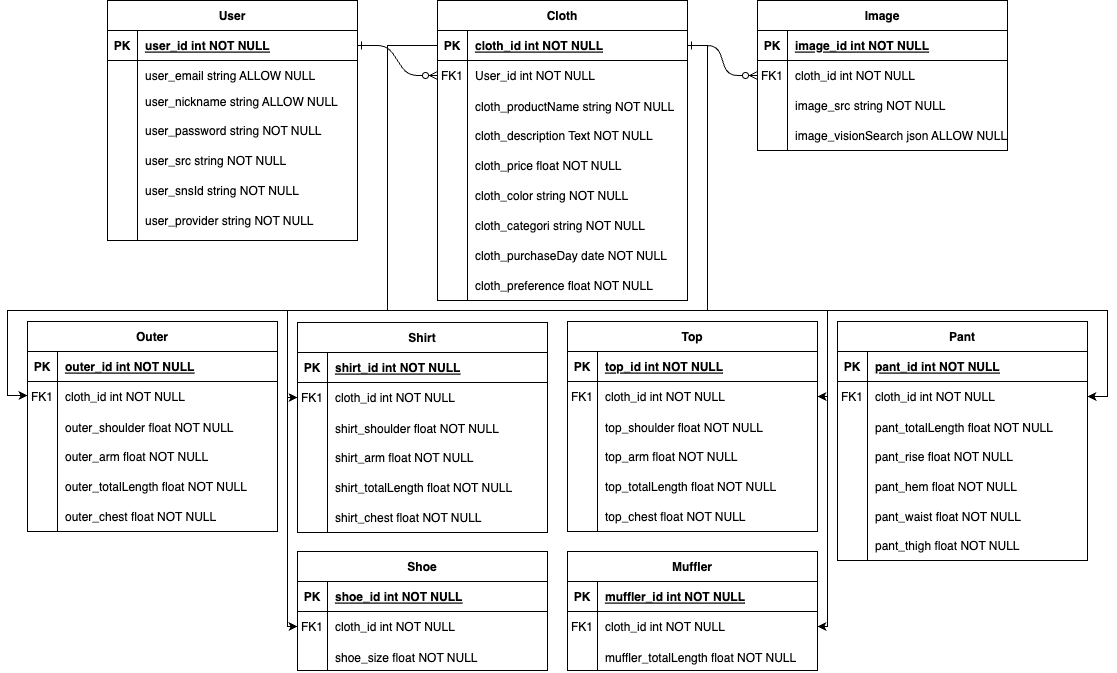 User
PK user_id int NOT NULL
user_email string ALLOW NULL
user_nickname string ALLOW NULL
user_password string NOT NULL
user_src string NOT NULL
user_snsId string NOT NULL
user_provider string NOT NULL
Cloth
PK cloth_id int NOT NULL
FK1 User_id int NOT NULL
cloth_productName string NOT NULL
cloth_description Text NOT NULL
cloth_price float NOT NULL
cloth_color string NOT NULL
cloth_categori string NOT NULL
cloth_purchaseDay date NOT NULL
cloth_preference float NOT NULL
Image
PK image_id int NOT NULL
FK1 cloth_id int NOT NULL
image_src string NOT NULL
image_visionSearch json ALLOW NULL
Outer
PK outer_id int NOT NULL
FK1 cloth_id int NOT NULL
outer_shoulder float NOT NULL
outer_arm float NOT NULL
outer_totalLength float NOT NULL
outer_chest float NOT NULL
Shirt
PK shirt_id int NOT NULL
FK1 cloth_id int NOT NULL
shirt_shoulder float NOT NULL
shirt_arm float NOT NULL
shirt_totalLength float NOT NULL
shirt_chest float NOT NULL
Top
PK top_id int NOT NULL
FK1 cloth_id int NOT NULL
top_shoulder float NOT NULL
top_arm float NOT NULL
top_totalLength float NOT NULL
top_chest float NOT NULL
Pant
PK pant_id int NOT NULL
FK1 cloth_id int NOT NULL
pant_totalLength float NOT NULL
pant_rise float NOT NULL
pant_hem float NOT NULL
pant_waist float NOT NULL
pant_thigh float NOT NULL
Shoe
PK shoe_id int NOT NULL
FK1 cloth_id int NOT NULL
shoe_size float NOT NULL
Muffler
PK muffler_id int NOT NULL
FK1 cloth_id int NOT NULL
muffler_totalLength float NOT NULL